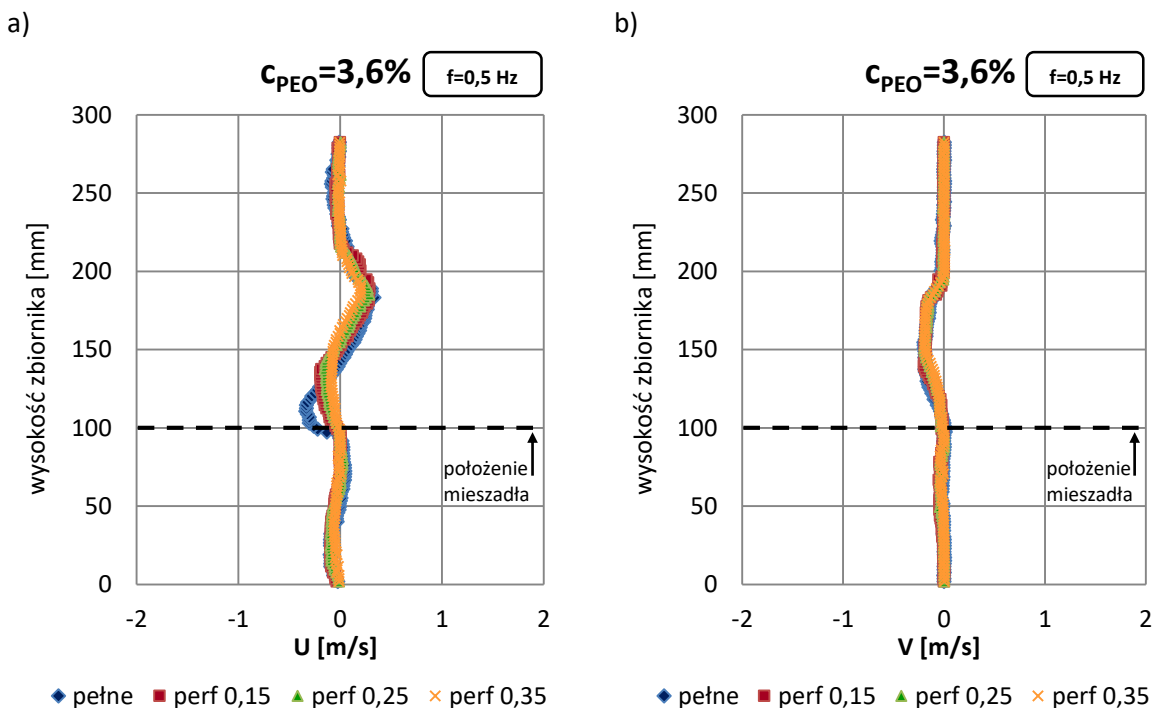 a)
cPEO=3,6%
f=0,5 Hz
300
250
200
150
100
50
0
wysokość zbiornika [mm]
położenie
mieszadła
-2 -1 0 1 2
U [m/s]
pełne perf 0,15 perf 0,25 perf 0,35
b)
cPEO=3,6%
f=0,5 Hz
300
250
200
150
100
50
0
wysokość zbiornika [mm]
położenie
mieszadła
-2 -1 0 1 2
V [m/s]
pełne perf 0,15 perf 0,25 perf 0,35